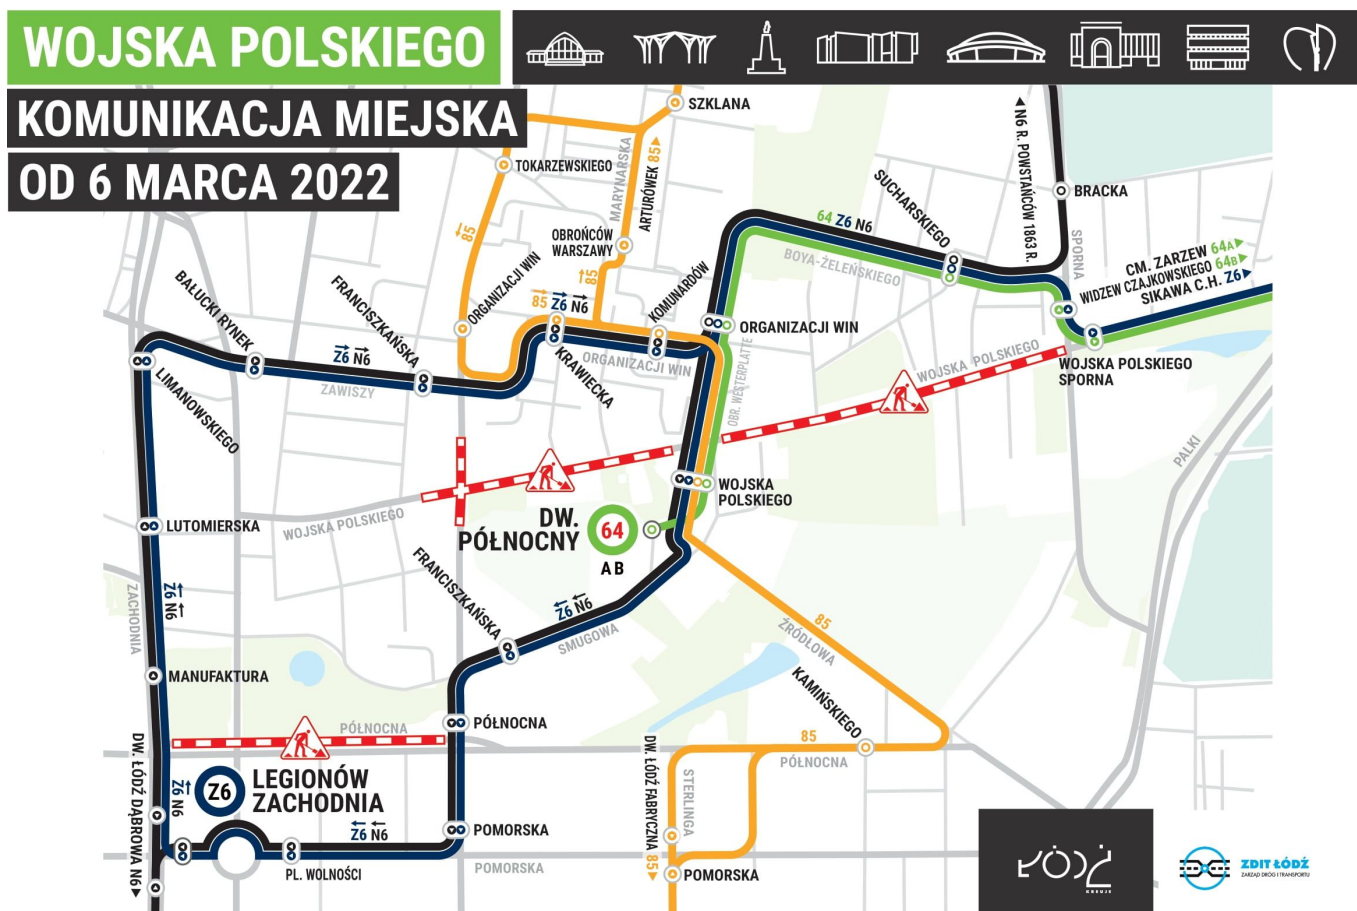 WOJSKA POLSKIEGO
KOMUNIKACJA MIEJSKA
OD 6 MARCA 2022
SZKLANA
TOKARZEWSKIEGO
MARYNARSKA
ARTURÓWEK 85
85
OBROŃCÓW
WARSZAWY
85
ORGANIZACJI WIN
KOMUNARDÓW
SUCHARSKIEGO
64 Z6 N6
BOYA-ŻELEŃSKIEGO
N6 R. POWSTAŃCÓW 1863 R.
BRACKA
SPORNA
CM. ZARZEW 64A
WIDZEW CZAJKOWSKIEGO 64B
SIKAWA C.H. Z6
BAŁUCKI RYNEK
FRANCISZKAŃSKA
85 Z6 N6
ORGANIZACJI WIN
ORGANIZACJI WIN
KRAWIECKA
Z6 N6
ZAWISZY
LIMANOWSKIEGO
OBR. WESTERPLATTE
WOJSKA POLSKIEGO
WOJSKA POLSKIEGO
SPORNA
PALKI
WOJSKA
POLSKIEGO
LUTOMIERSKA
WOJSKA POLSKIEGO
DW.
PÓŁNOCNY
64
A B
FRANCISZKAŃSKA
Z6 N6
SMUGOWA
ZACHODNIA
Z6
N6
85
ŹRÓDŁOWA
MANUFAKTURA
KAMIŃSKIEGO
PÓŁNOCNA
PÓŁNOCNA
85
PÓŁNOCNA
DW. ŁÓDŹ DĄBROWA N6
Z6
N6
Z6
LEGIONÓW
ZACHODNIA
DW. ŁÓDŹ FABRYCZNA 85
STERLINGA
Z6 N6
POMORSKA
PL. WOLNOŚCI
POMORSKA
POMORSKA
ŁÓDŹ
KREUJE
ZDIT ŁÓDŹ
ZARZĄD DRÓG I TRANSPORTU